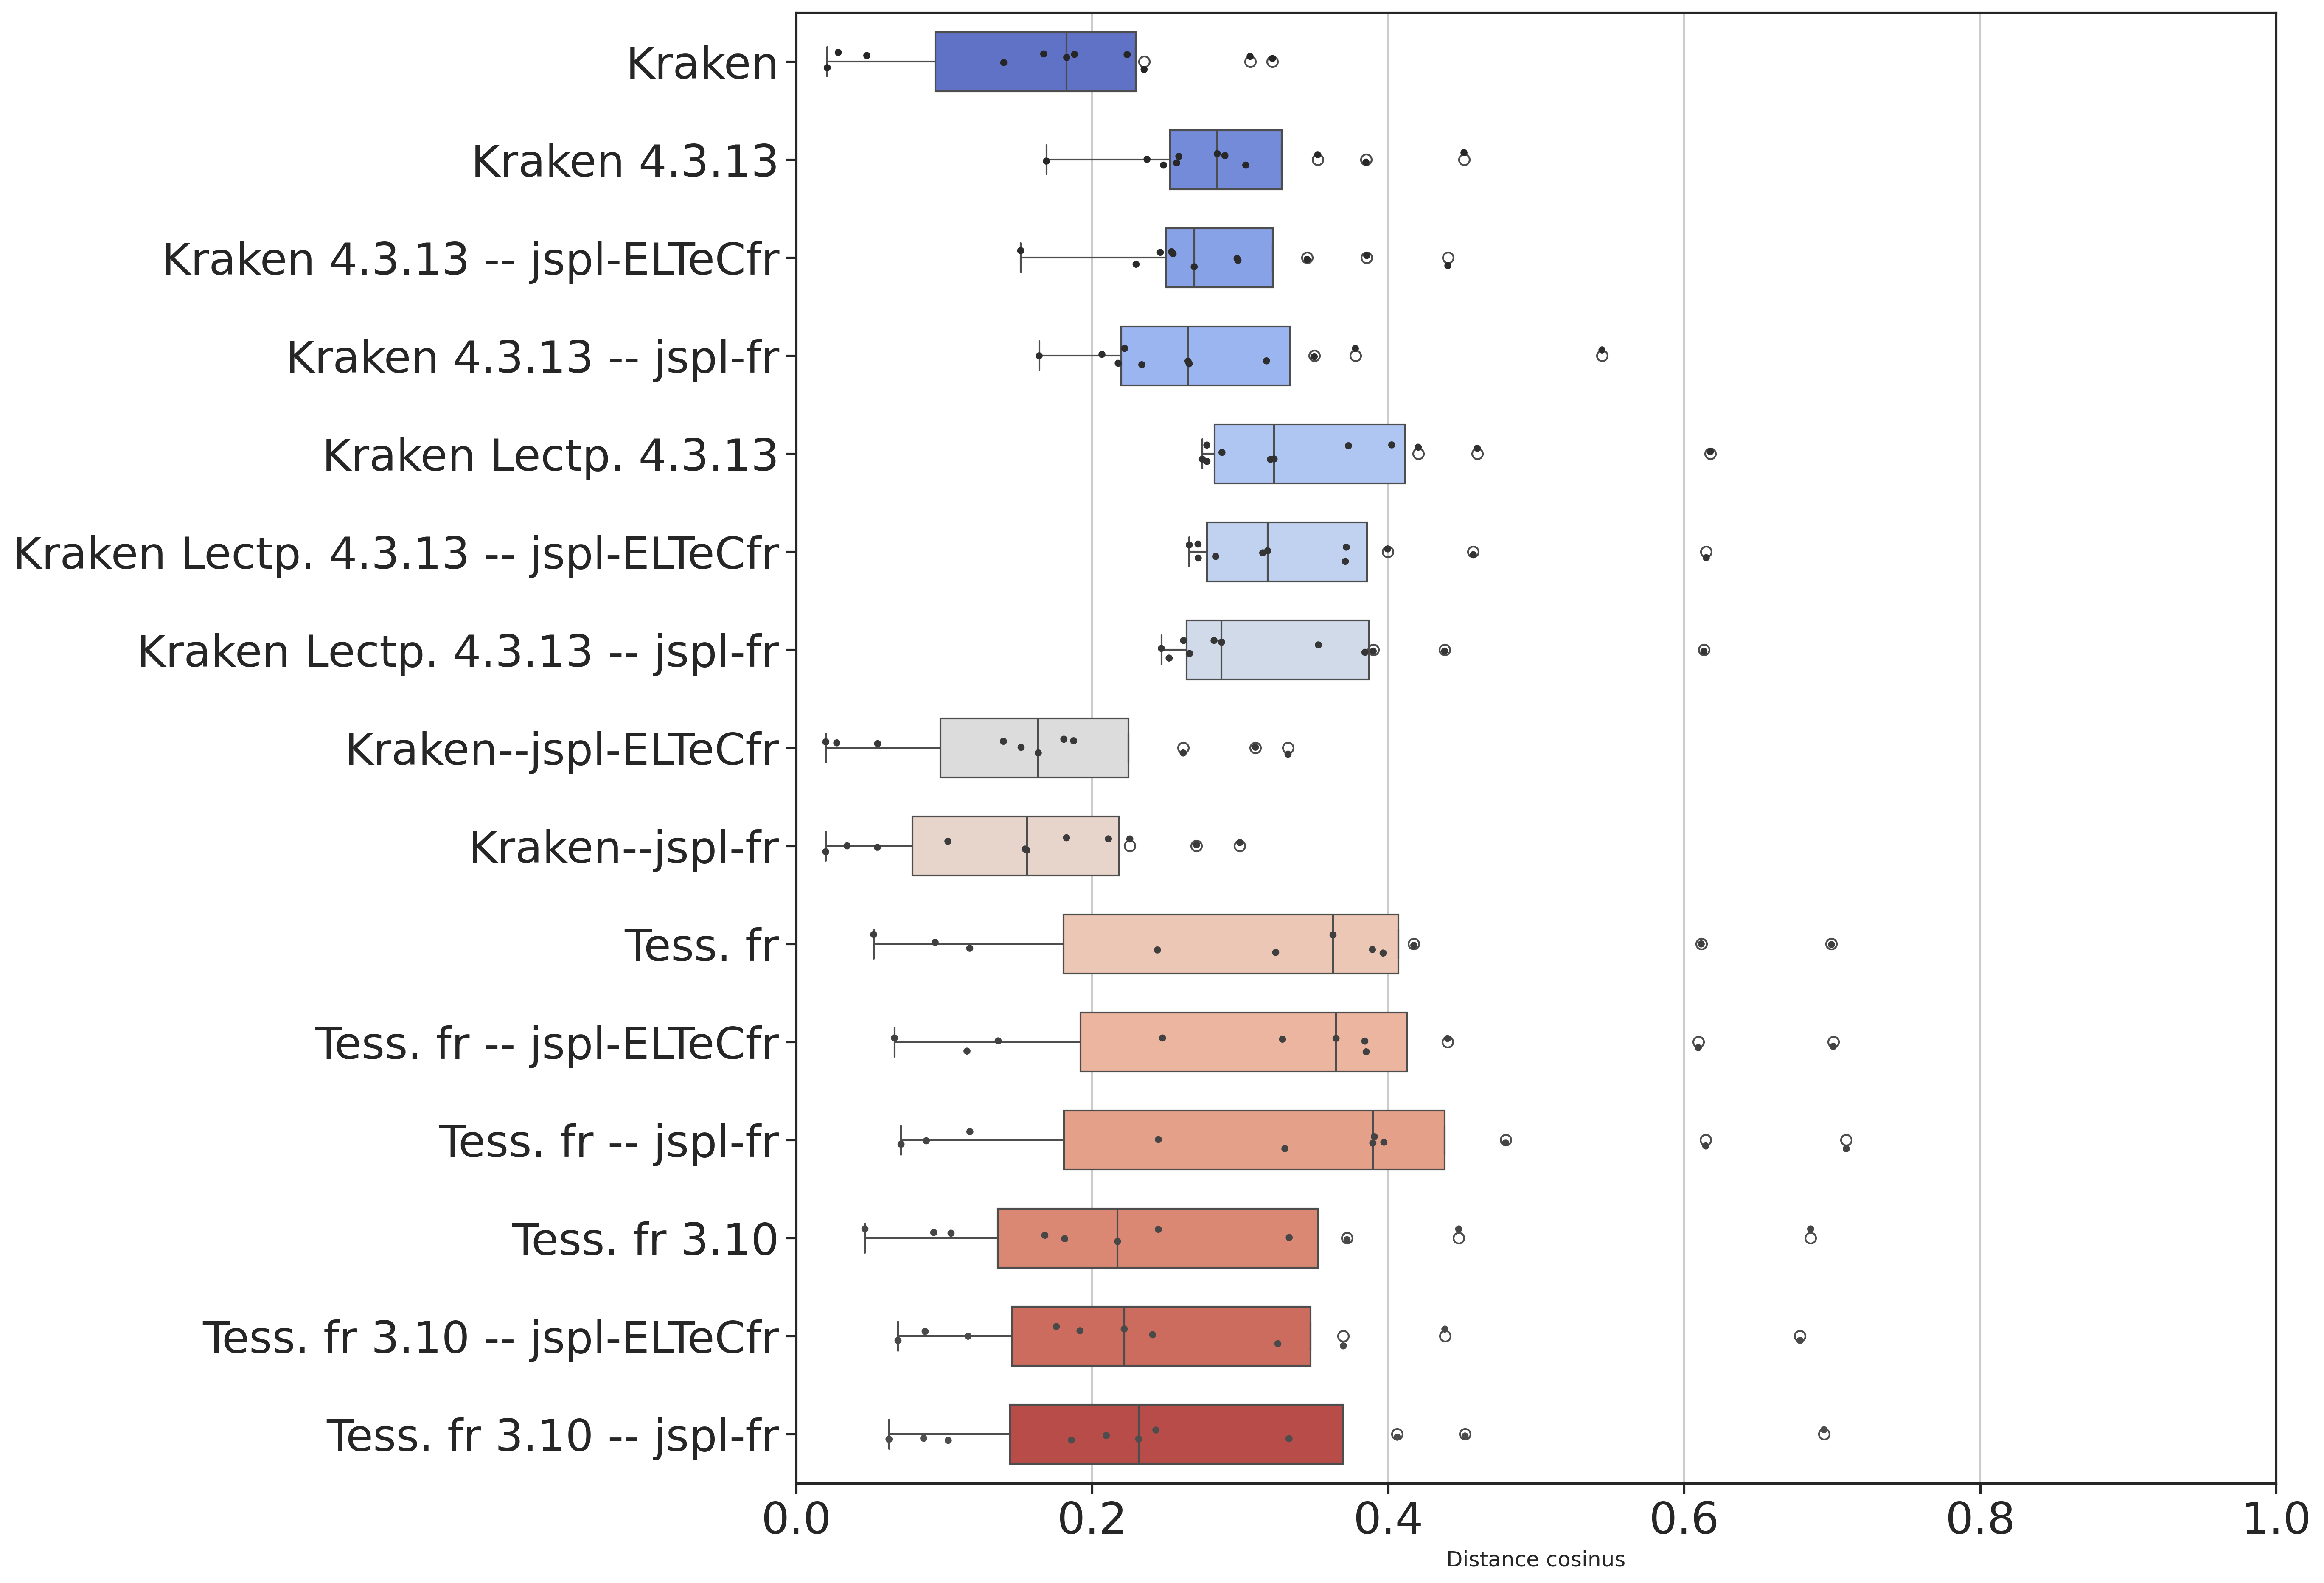 Kraken
Kraken 4.3.13
Kraken 4.3.13 -- jspl-ELTeCfr
Kraken 4.3.13 -- jspl-fr
Kraken Lectp. 4.3.13
Kraken Lectp. 4.3.13 -- jspl-ELTeCfr
Kraken Lectp. 4.3.13 -- jspl-fr
Kraken--jspl-ELTeCfr
Kraken--jspl-fr
Tess. fr
Tess. fr -- jspl-ELTeCfr
Tess. fr -- jspl-fr
Tess. fr 3.10
Tess. fr 3.10 -- jspl-ELTeCfr
Tess. fr 3.10 -- jspl-fr
0.0 0.2 0.4 0.6 0.8 1.0
Distance cosinus